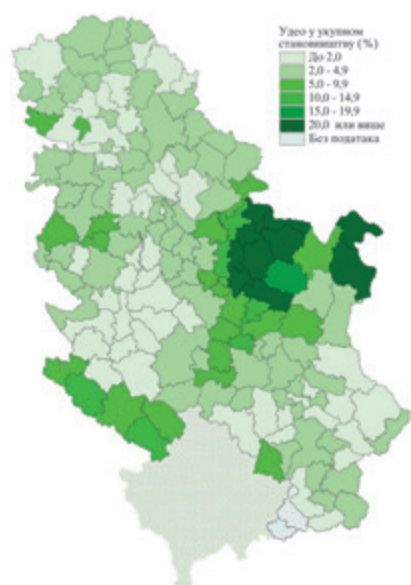 Удео у укупном
становништву (%)
До 2,0
2,0 - 4,9
5,0 - 9,9
10,0 - 14,9
15,0 - 19,9
20,0 или више
Без података